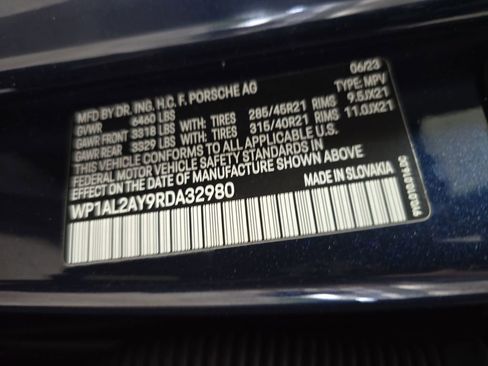 MFD BY DR. ING. H.C. F. PORSCHE AG 06/23
GVWR 6460 LBS TYPE: MPV
GAWR FRONT 3318 LBS WITH: TIRES 285/45R21 RIMS 9.5JX21
GAWR REAR 3329 LBS WITH: TIRES 315/40R21 RIMS 11.0JX21
THIS VEHICLE CONFORMS TO ALL APPLICABLE U.S.
FEDERAL MOTOR VEHICLE SAFETY STANDARDS IN
EFFECT ON THE DATE OF MANUFACTURE SHOWN ABOVE
WP1AL2AY9RDA32980 MADE IN SLOVAKIA